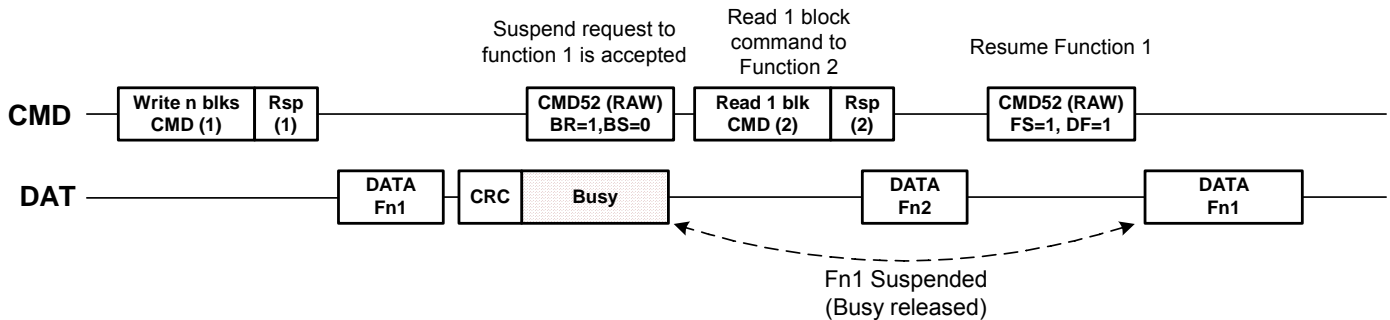 Suspend request to
function 1 is accepted
Read 1 block
command to
Function 2
Resume Function 1
CMD
Write n blks
CMD (1)
Rsp
(1)
CMD52 (RAW)
BR=1,BS=0
Read 1 blk
CMD (2)
Rsp
(2)
CMD52 (RAW)
FS=1, DF=1
DAT
DATA
Fn1
CRC
Busy
DATA
Fn2
DATA
Fn1
Fn1 Suspended
(Busy released)